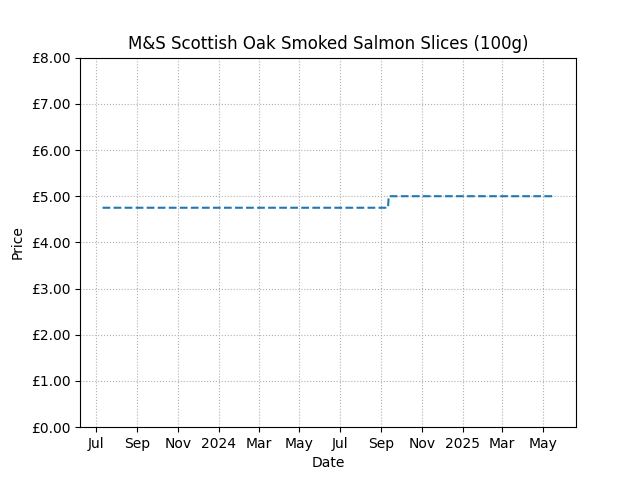 M&S Scottish Oak Smoked Salmon Slices (100g)
£8.00
£7.00
£6.00
£5.00
£4.00
£3.00
£2.00
£1.00
£0.00
Price
Jul Sep Nov 2024 Mar May Jul Sep Nov 2025 Mar May
Date